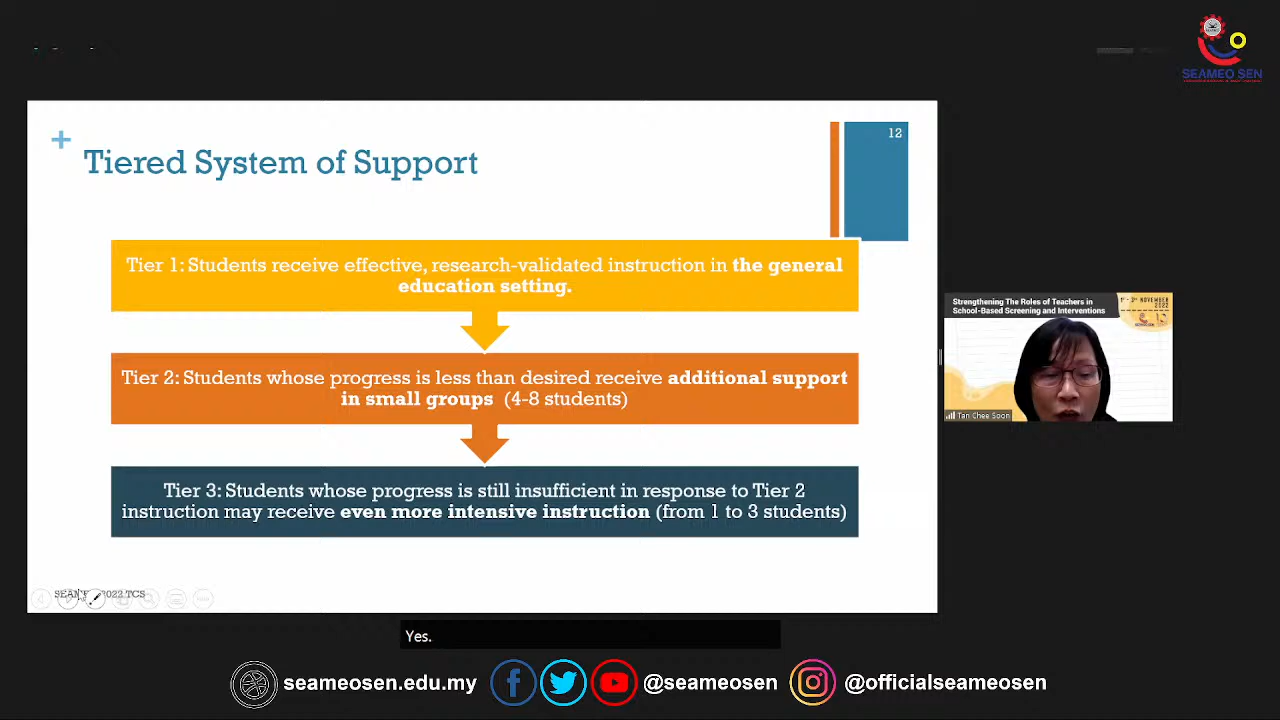 SEAMEO SEN
12
+
Tiered System of Support
Tier 1: Students receive effective, research-validated instruction in the general
education setting.
Tier 2: Students whose progress is less than desired receive additional support
in small groups (4-8 students)
Tier 3: Students whose progress is still insufficient in response to Tier 2
instruction may receive even more intensive instruction (from 1 to 3 students)
2022.TCS
Strengthening The Roles of Teachers in
School-Based Screening and Interventions
NOVEMBER
2022
Tan Chee Soon
Yes.
seameosen.edu.my
@seameosen
@officialseameosen